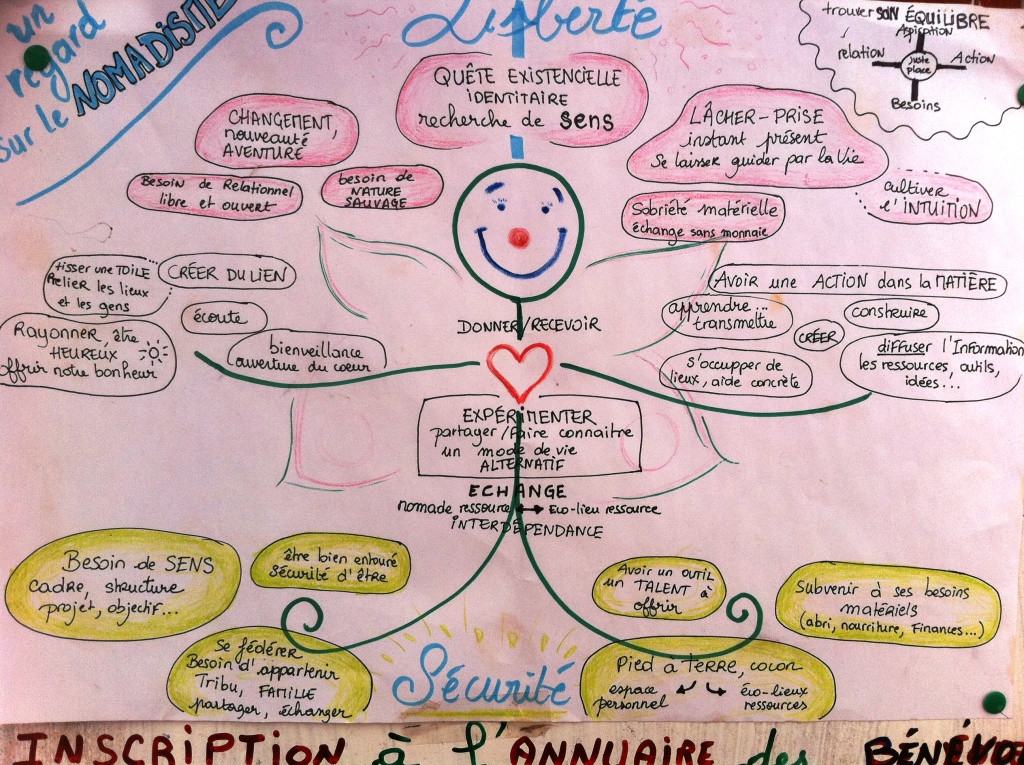 un
regard
sur le NOMADISME
Liberté
trouver SON ÉQUILIBRE
Aspiration
relation
juste
place
Action
Besoins
QUÊTE EXISTENCIELLE
IDENTITAIRE
recherche de sens
CHANGEMENT,
nouveauté
AVENTURE
LÂCHER-PRISE
instant présent
Se laisser guider par la Vie
Besoin de Relationnel
libre et ouvert
besoin de
NATURE
SAUVAGE
Sobriété matérielle
échange sans monnaie
cultiver
l'INTUITION
tisser une TOILE
Relier les lieux
et les gens
CRÉER DU LIEN
écoute
Rayonner, être
HEUREUX
offrir notre bonheur
bienveillance
ouverture du coeur
DONNER/RECEVOIR
Avoir une ACTION dans la MATIÈRE
apprendre...
transmettre
CRÉER
construire
s'occupper de
lieux, aide concrète
diffuser l'Information
les ressources, outils,
idées...
EXPÉRIMENTER
partager/faire connaitre
un mode de vie
ALTERNATIF
ECHANGE
nomade ressource ↔ Éco-lieu ressource
INTERDÉPENDANCE
Besoin de SENS
cadre, structure
projet, objectif...
être bien entouré
Sécurité d'être
Avoir un OUTIL
un TALENT à
offrir
Subvenir à ses besoins
matériels
(abri, nourriture, Finances...)
Se fédérer
Besoin d'appartenir
Tribu, FAMILLE
partager, échanger
Sécurité
Pied à TERRE, cocon
espace
personnel
éco-lieux
ressources
INSCRIPTION à l'ANNUAIRE des